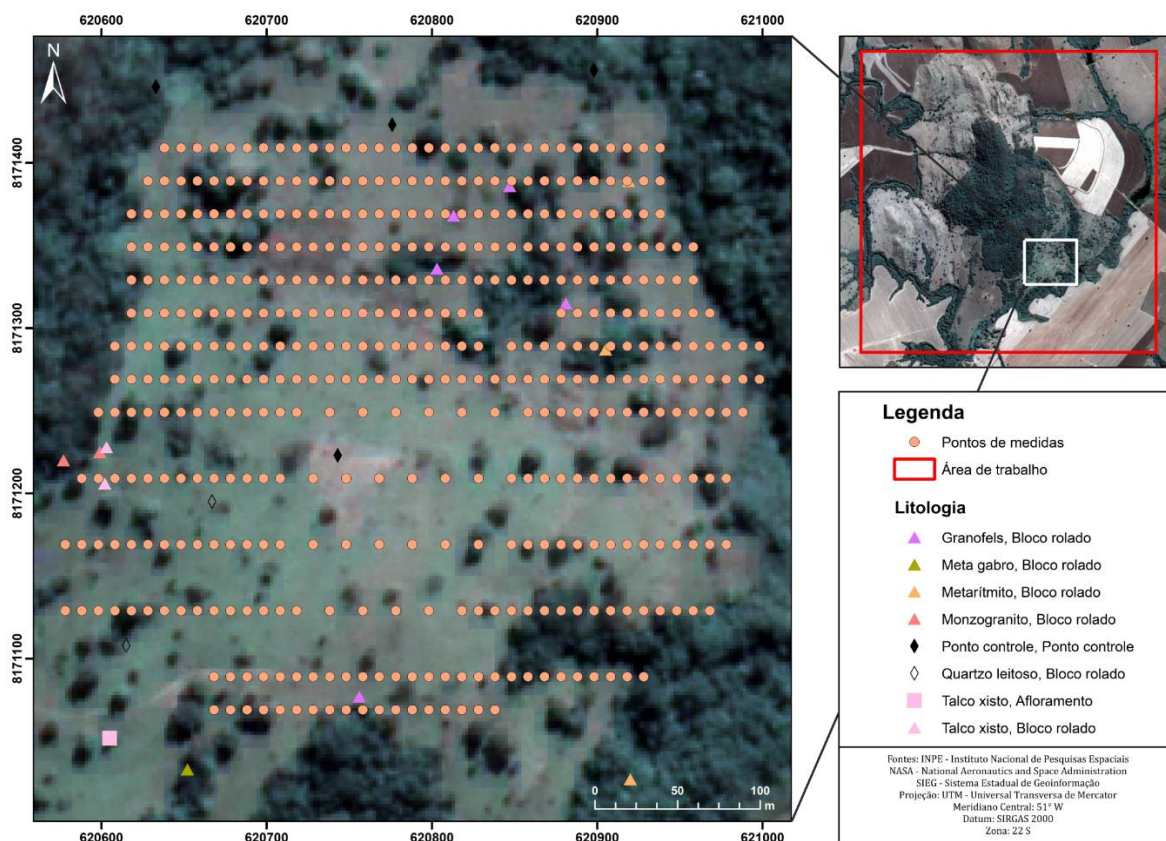 620600 620700 620800 620900 621000
N
8171400
8171300
8171200
8171100
0 50 100
m
620600 620700 620800 620900 621000
Legenda
Pontos de medidas
Área de trabalho
Litologia
Granofels, Bloco rolado
Meta gabro, Bloco rolado
Metarítmito, Bloco rolado
Monzogranito, Bloco rolado
Ponto controle, Ponto controle
Quartzo leitoso, Bloco rolado
Talco xisto, Afloramento
Talco xisto, Bloco rolado
Fontes: INPE - Instituto Nacional de Pesquisas Espaciais
NASA - National Aeronautics and Space Administration
SIEG - Sistema Estadual de Geoinformação
Projeção: UTM - Universal Transversa de Mercator
Meridiano Central: 51° W
Datum: SIRGAS 2000
Zona: 22 S